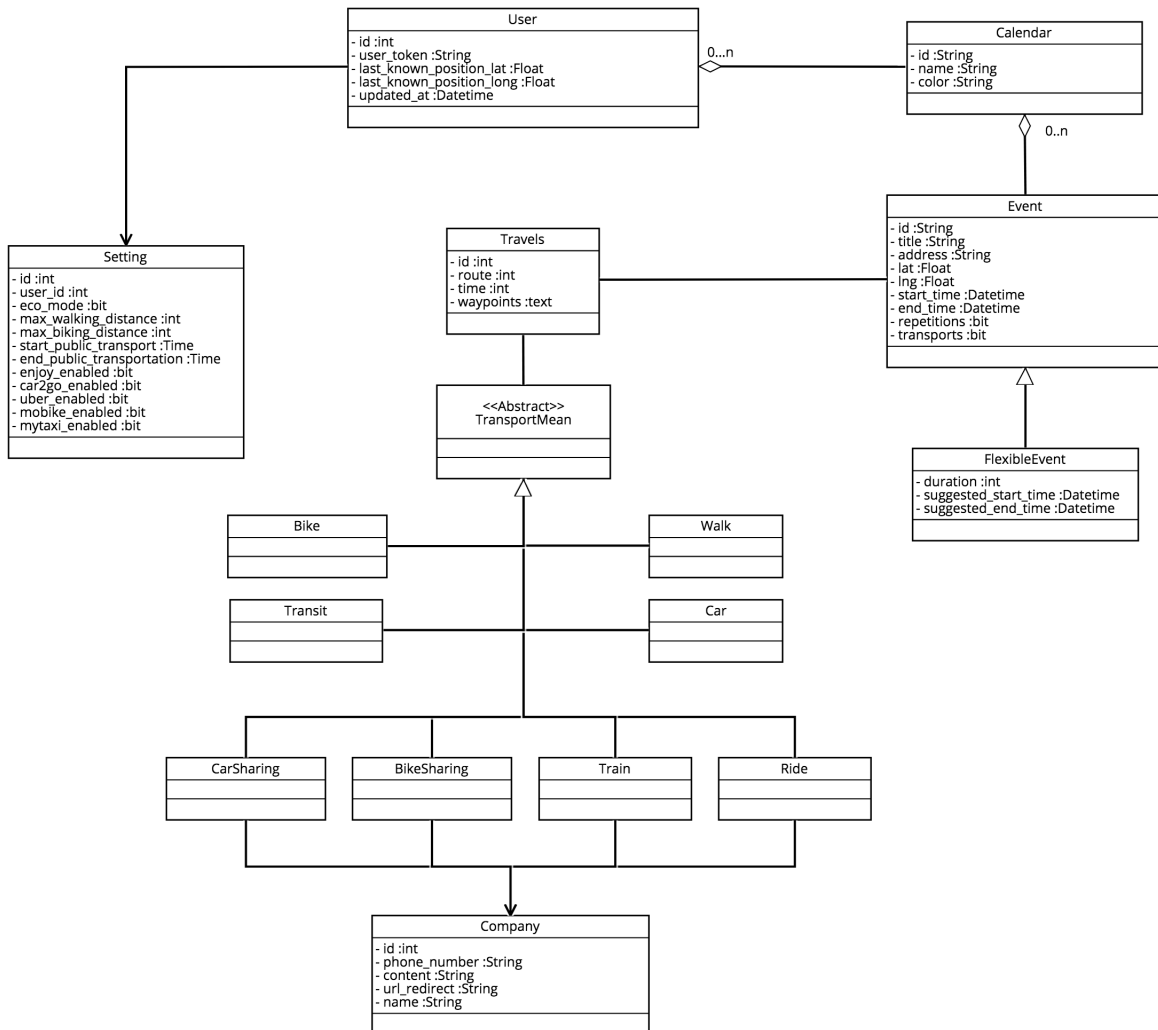 User
- id :int
- user_token :String
- last_known_position_lat :Float
- last_known_position_long :Float
- updated_at :Datetime
0...n
Calendar
- id :String
- name :String
- color :String
0..n
Event
- id :String
- title :String
- address :String
- lat :Float
- lng :Float
- start_time :Datetime
- end_time :Datetime
- repetitions :bit
- transports :bit
Travels
- id :int
- route :int
- time :int
- waypoints :text
Setting
- id :int
- user_id :int
- eco_mode :bit
- max_walking_distance :int
- max_biking_distance :int
- start_public_transport :Time
- end_public_transportation :Time
- enjoy_enabled :bit
- car2go_enabled :bit
- uber_enabled :bit
- mobike_enabled :bit
- mytaxi_enabled :bit
<<Abstract>>
TransportMean
FlexibleEvent
- duration :int
- suggested_start_time :Datetime
- suggested_end_time :Datetime
Bike
Walk
Transit
Car
CarSharing
BikeSharing
Train
Ride
Company
- id :int
- phone_number :String
- content :String
- url_redirect :String
- name :String